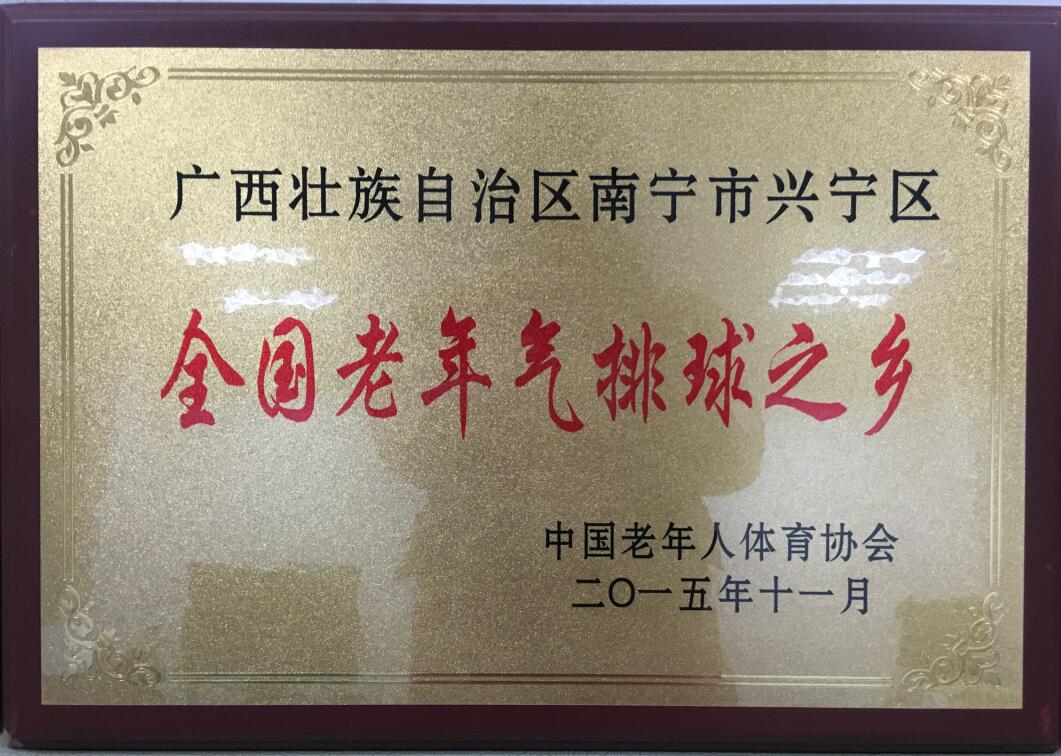 广西壮族自治区南宁市兴宁区
全国老年气排球之乡
中国老年人体育协会
二〇一五年十一月